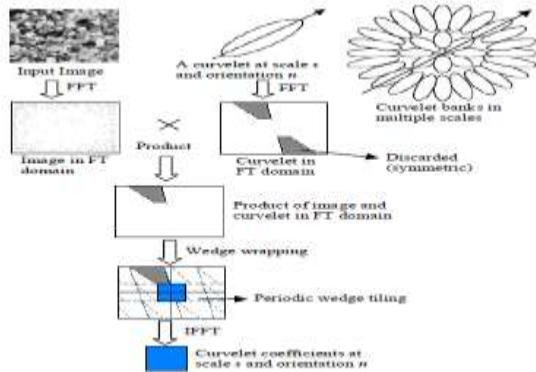 Input Image
A curvelet at scale s
and orientation n
FFT
FFT
Curvelet banks in
multiple scales
Image in FT
domain
Product
Curvelet in
FT domain
Discarded
(symmetric)
Product of image and
curvelet in FT domain
Wedge wrapping
Periodic wedge tiling
IFFT
Curvelet coefficients at
scale s and orientation n